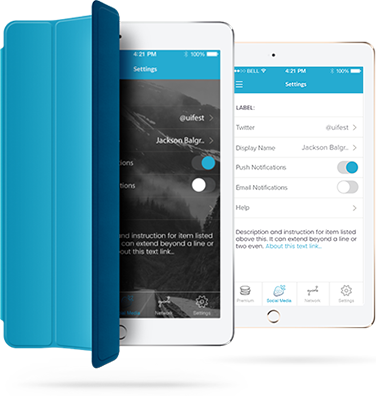 4:21 PM
100%
Settings
@uifest
Jackson Balgr..
and instruction for item listed
this. It can extend beyond a line
even. About this text link...
Social Media
Network
Settings
BELL
4:21 PM
100%
Settings
LABEL:
Twitter @uifest
Display Name Jackson Balgr..
Push Notifications
Email Notifications
Help
Description and instruction for item listed
above this. It can extend beyond a line or
two even. About this text link...
Premium
Social Media
Network
Settings